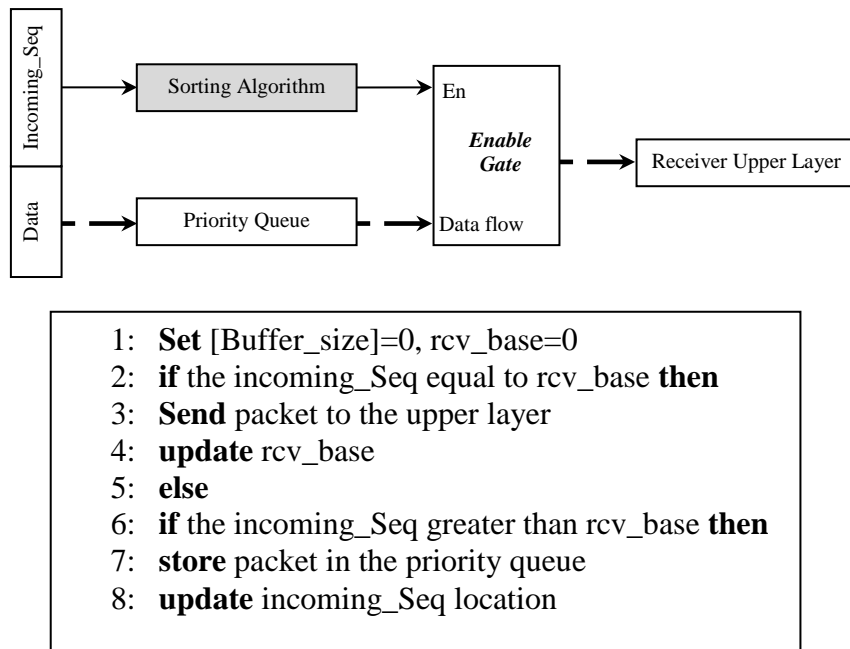 Incoming_Seq
Sorting Algorithm
En
Enable
Gate
Receiver Upper Layer
Data
Priority Queue
Data flow
1: Set [Buffer_size]=0, rcv_base=0
2: if the incoming_Seq equal to rcv_base then
3: Send packet to the upper layer
4: update rcv_base
5: else
6: if the incoming_Seq greater than rcv_base then
7: store packet in the priority queue
8: update incoming_Seq location